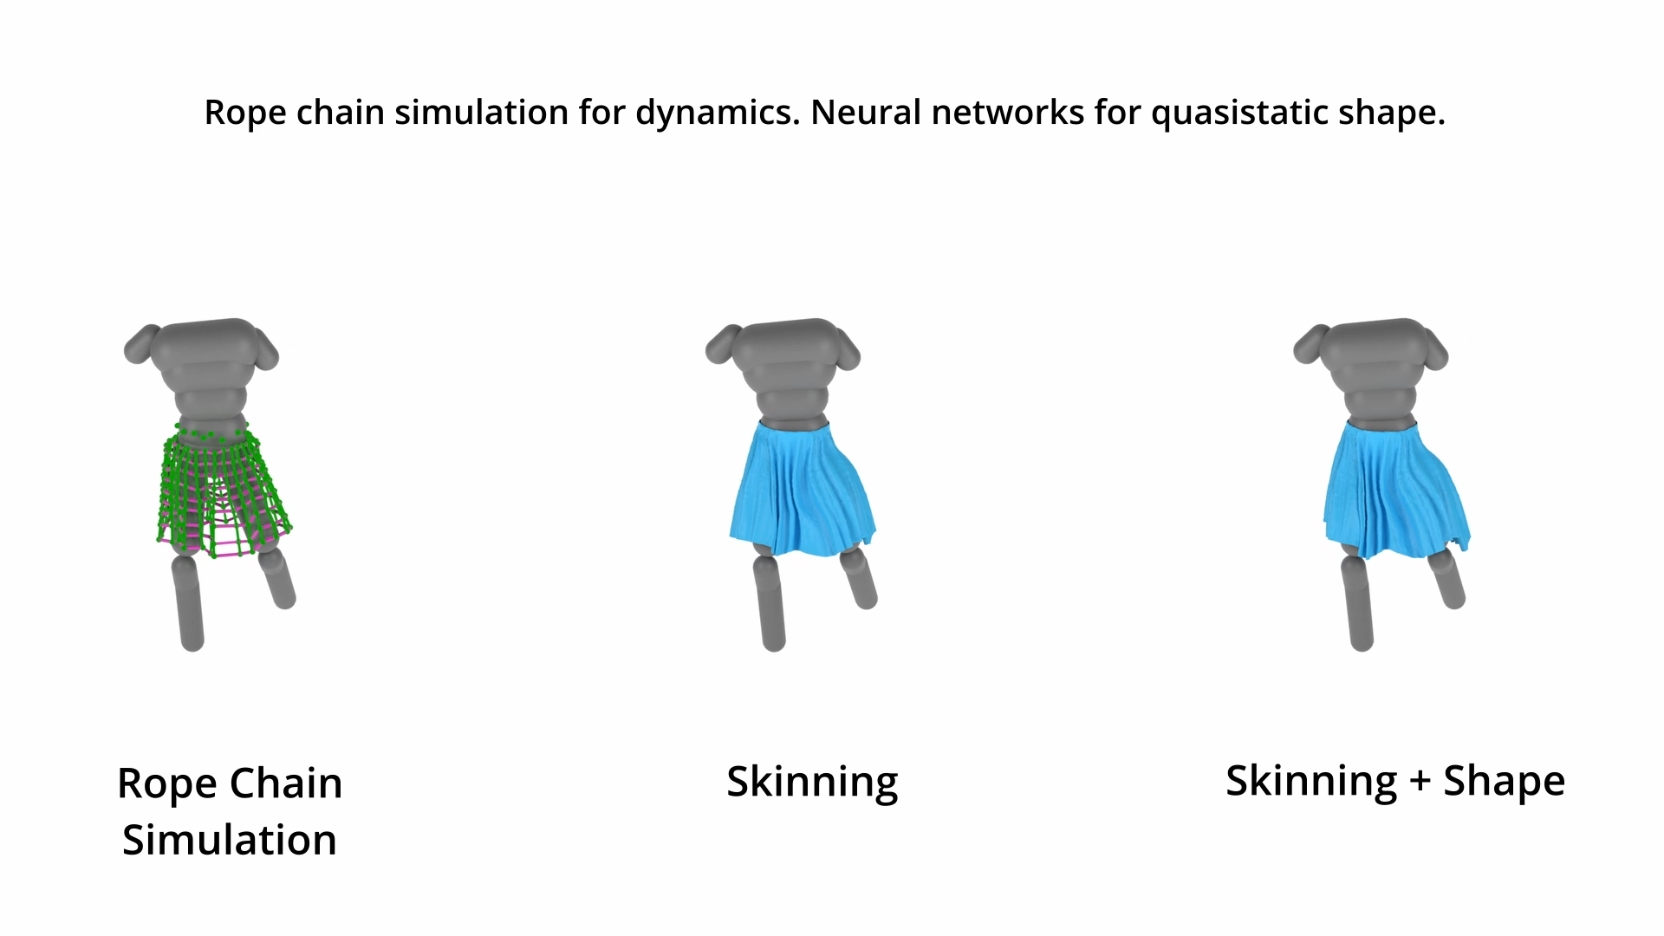 Rope chain simulation for dynamics. Neural networks for quasistatic shape.
Rope Chain
Simulation
Skinning
Skinning + Shape